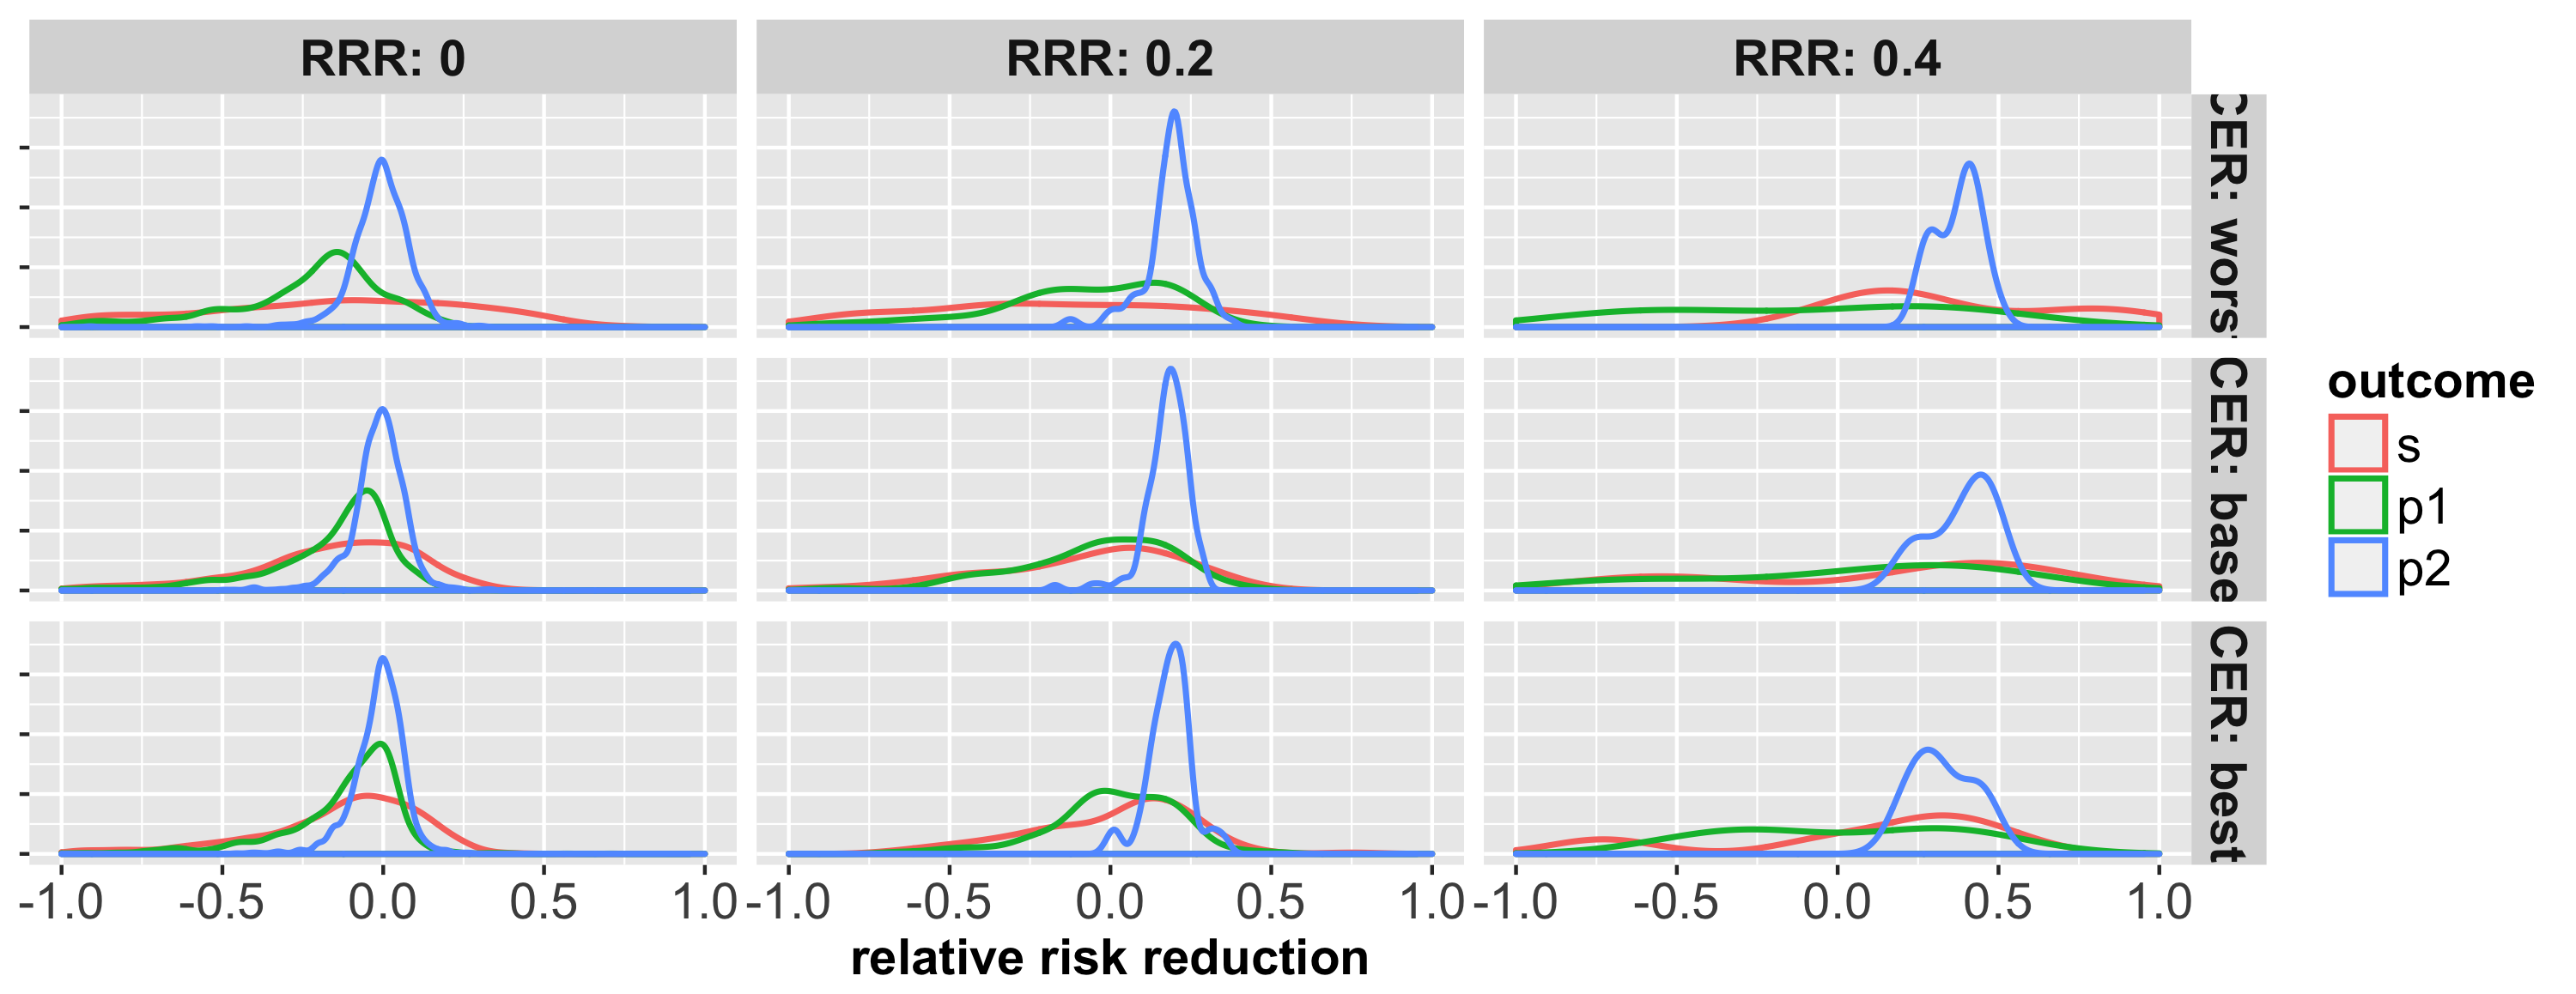 RRR: 0
RRR: 0.2
RRR: 0.4
CER: wors
CER: base
CER: best
outcome
s
p1
p2
-1.0 -0.5 0.0 0.5 1.0 -1.0 -0.5 0.0 0.5 1.0 -1.0 -0.5 0.0 0.5 1.0
relative risk reduction